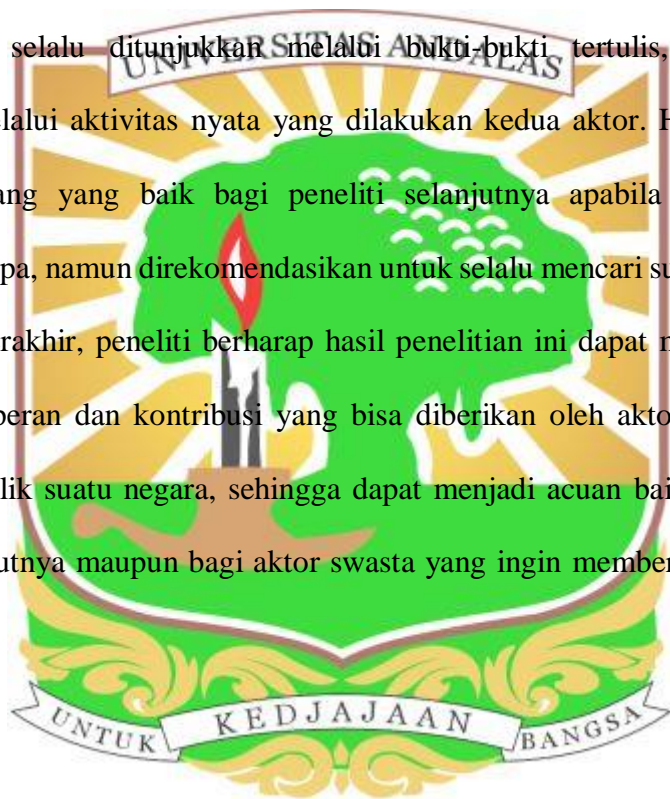 UNIVERSITAS ANDALAS
selalu ditunjukkan melalui bukti-bukti tertulis,
lalui aktivitas nyata yang dilakukan kedua aktor.
ang yang baik bagi peneliti selanjutnya apabila
pa, namun direkomendasikan untuk selalu mencari su
rakhir, peneliti berharap hasil penelitian ini dapat
peran dan kontribusi yang bisa diberikan oleh akto
lik suatu negara, sehingga dapat menjadi acuan bai
utnya maupun bagi aktor swasta yang ingin member
UNTUK KEDJAJAAN BANGSA